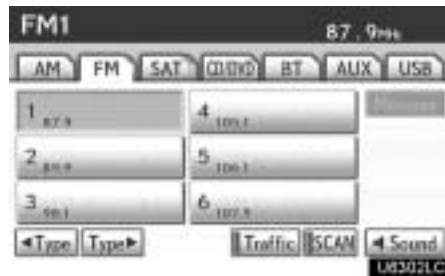 FM1 87.9MHz
AM FM SAT CD/DVD BT AUX USB
1 87.9 4 105.1
2 89.9 5 106.1
3 98.1 6 107.9
◄Type Type► Traffic SCAN ◄Sound
U8302LC